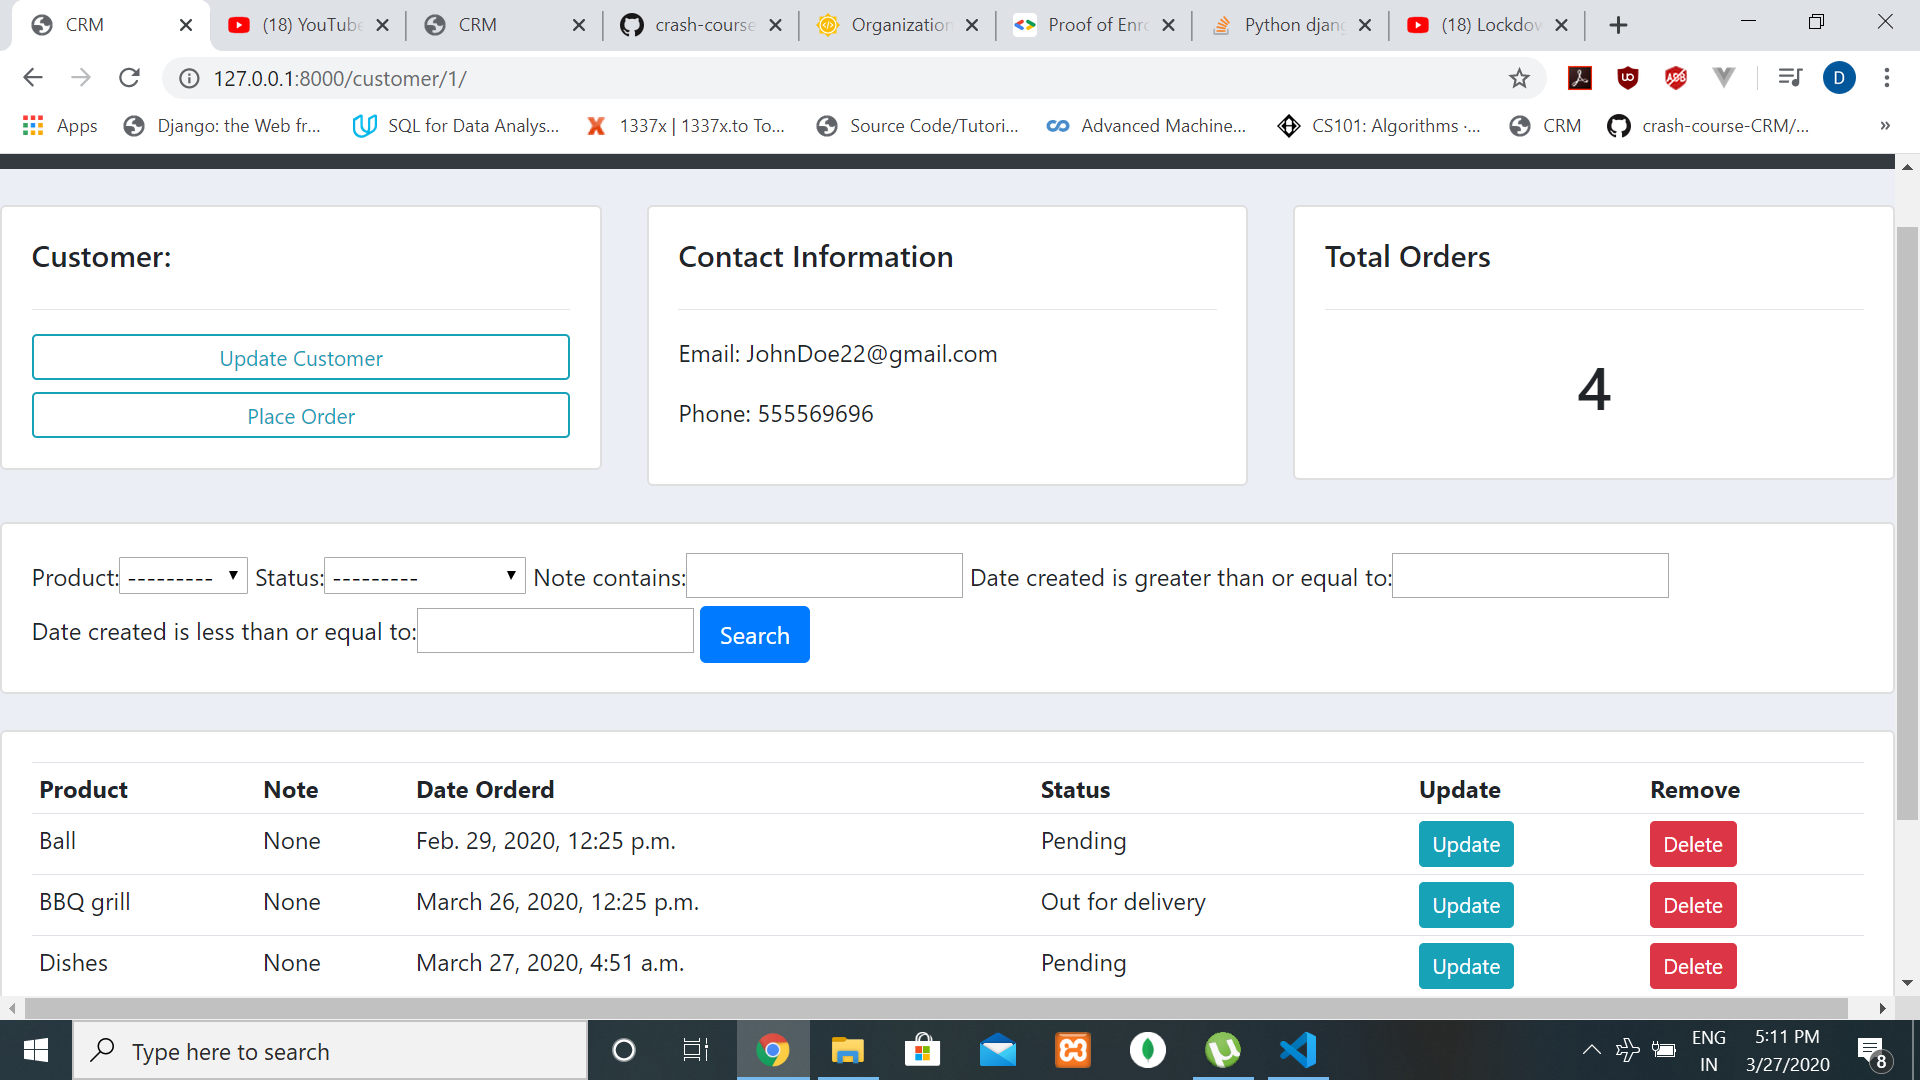 CRM
(18) YouTube
CRM
crash-course
Organization
Proof of Enro
Python djang
(18) Lockdov
127.0.0.1:8000/customer/1/
D
Apps
Django: the Web fr...
SQL for Data Analys...
1337x | 1337x.to To...
Source Code/Tutori...
Advanced Machine...
CS101: Algorithms ·...
CRM
crash-course-CRM/...
»
Customer:
Update Customer
Place Order
Contact Information
Email: JohnDoe22@gmail.com
Phone: 555569696
Total Orders
4
Product: --------- Status: --------- Note contains: Date created is greater than or equal to:
Date created is less than or equal to: Search
Product Note Date Orderd Status Update Remove
Ball None Feb. 29, 2020, 12:25 p.m. Pending Update Delete
BBQ grill None March 26, 2020, 12:25 p.m. Out for delivery Update Delete
Dishes None March 27, 2020, 4:51 a.m. Pending Update Delete
Type here to search
ENG
IN
5:11 PM
3/27/2020
8